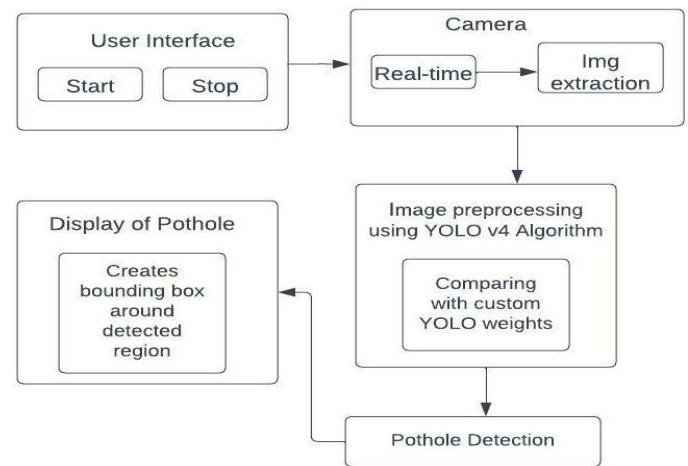 User Interface
Start
Stop
Camera
Real-time
Img
extraction
Image preprocessing
using YOLO v4 Algorithm
Comparing
with custom
YOLO weights
Pothole Detection
Display of Pothole
Creates
bounding box
around
detected
region